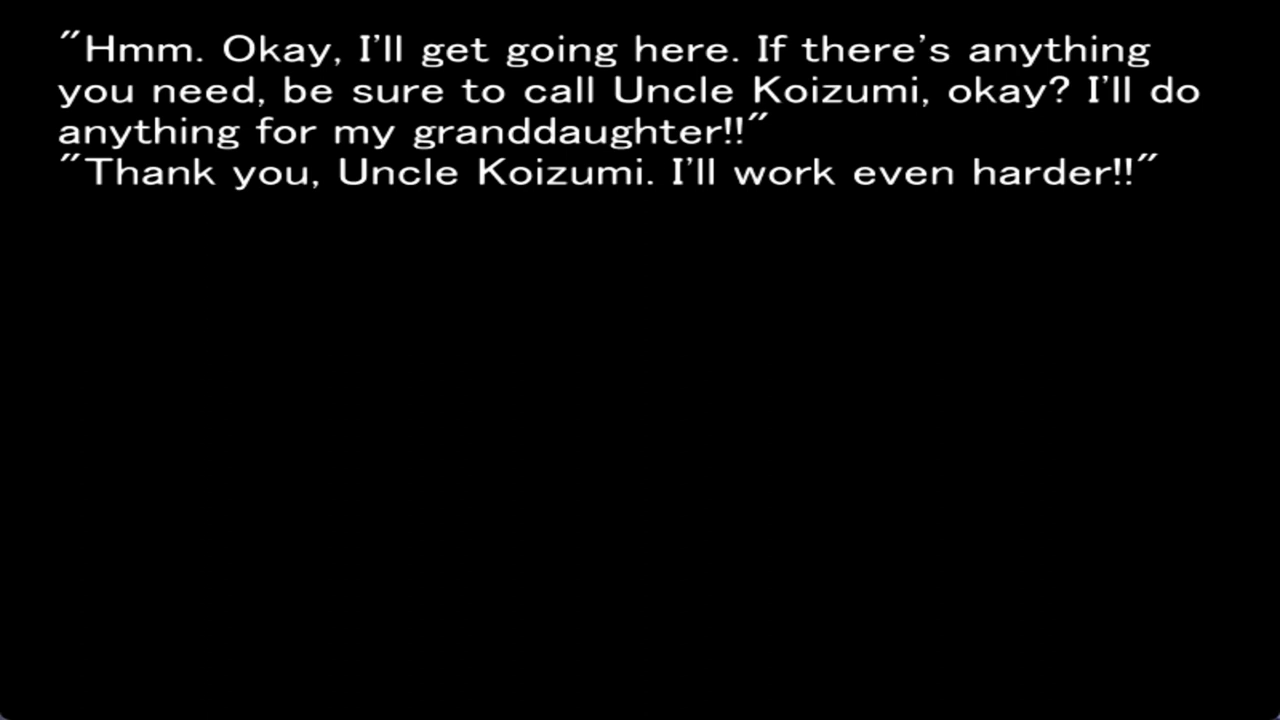 "Hmm. Okay, I'll get going here. If there's anything
you need, be sure to call Uncle Koizumi, okay? I'll do
anything for my granddaughter!!"
"Thank you, Uncle Koizumi. I'll work even harder!!"